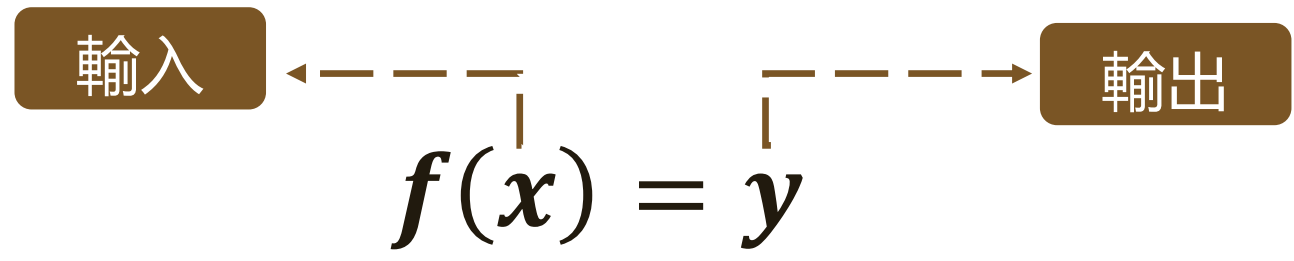 輸入
輸出
f(x) = y